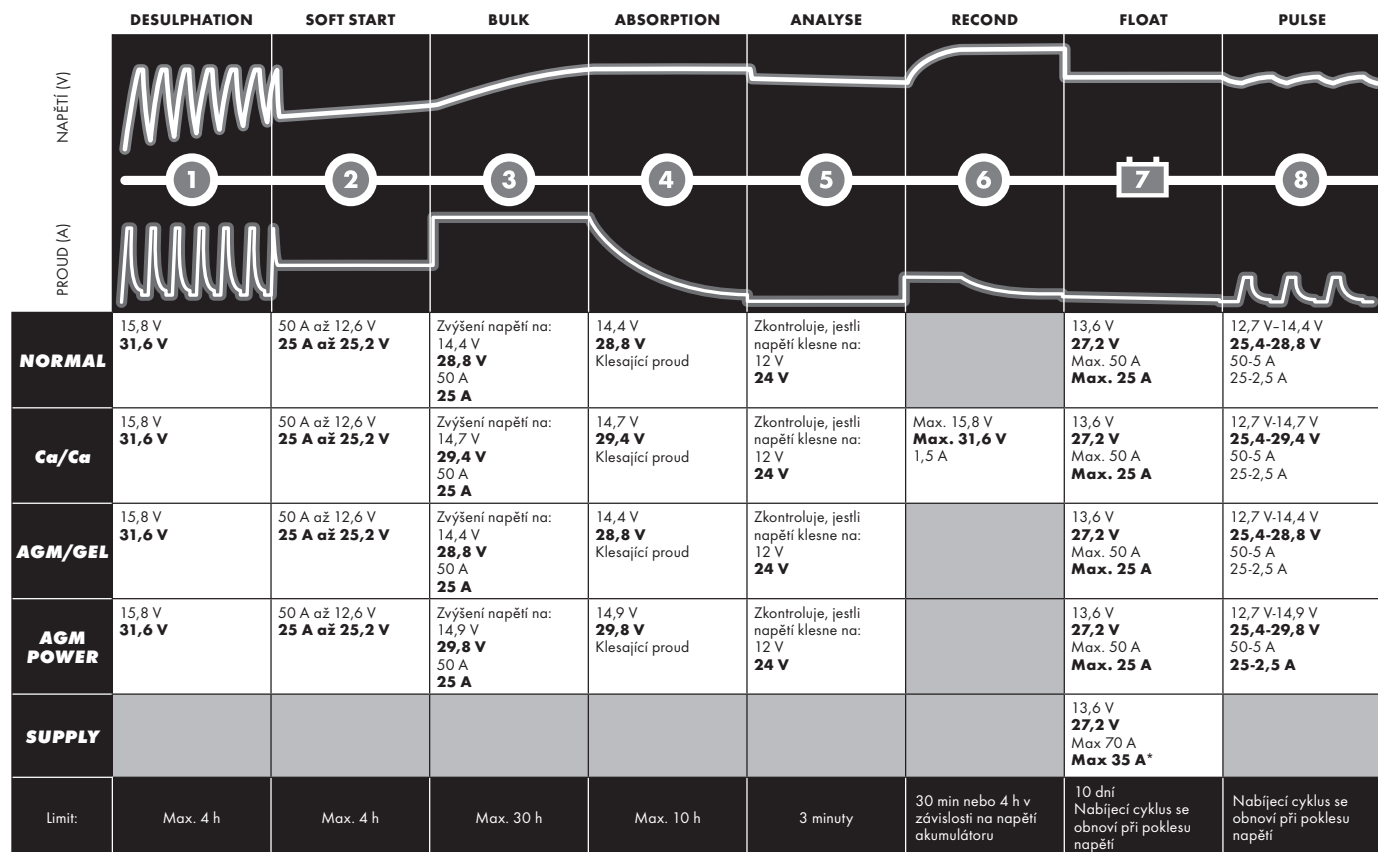 DESULPHATION SOFT START BULK ABSORPTION ANALYSE RECOND FLOAT PULSE
NAPĚTÍ (V)
1 2 3 4 5 6 7 8
PROUD (A)
NORMAL
15,8 V
31,6 V
50 A až 12,6 V
25 A až 25,2 V
Zvýšení napětí na:
14,4 V
28,8 V
50 A
25 A
14,4 V
28,8 V
Klesající proud
Zkontroluje, jestli
napětí klesne na:
12 V
24 V
13,6 V
27,2 V
Max. 50 A
Max. 25 A
12,7 V–14,4 V
25,4-28,8 V
50-5 A
25-2,5 A
Ca/Ca
15,8 V
31,6 V
50 A až 12,6 V
25 A až 25,2 V
Zvýšení napětí na:
14,7 V
29,4 V
50 A
25 A
14,7 V
29,4 V
Klesající proud
Zkontroluje, jestli
napětí klesne na:
12 V
24 V
Max. 15,8 V
Max. 31,6 V
1,5 A
13,6 V
27,2 V
Max. 50 A
Max. 25 A
12,7 V-14,7 V
25,4-29,4 V
50-5 A
25-2,5 A
AGM/GEL
15,8 V
31,6 V
50 A až 12,6 V
25 A až 25,2 V
Zvýšení napětí na:
14,4 V
28,8 V
50 A
25 A
14,4 V
28,8 V
Klesající proud
Zkontroluje, jestli
napětí klesne na:
12 V
24 V
13,6 V
27,2 V
Max. 50 A
Max. 25 A
12,7 V-14,4 V
25,4-28,8 V
50-5 A
25-2,5 A
AGM
POWER
15,8 V
31,6 V
50 A až 12,6 V
25 A až 25,2 V
Zvýšení napětí na:
14,9 V
29,8 V
50 A
25 A
14,9 V
29,8 V
Klesající proud
Zkontroluje, jestli
napětí klesne na:
12 V
24 V
13,6 V
27,2 V
Max. 50 A
Max. 25 A
12,7 V-14,9 V
25,4-29,8 V
50-5 A
25-2,5 A
SUPPLY
13,6 V
27,2 V
Max 70 A
Max 35 A*
Limit:
Max. 4 h
Max. 4 h
Max. 30 h
Max. 10 h
3 minuty
30 min nebo 4 h v
závislosti na napětí
akumulátoru
10 dní
Nabíjecí cyklus se
obnoví při poklesu
napětí
Nabíjecí cyklus se
obnoví při poklesu
napětí